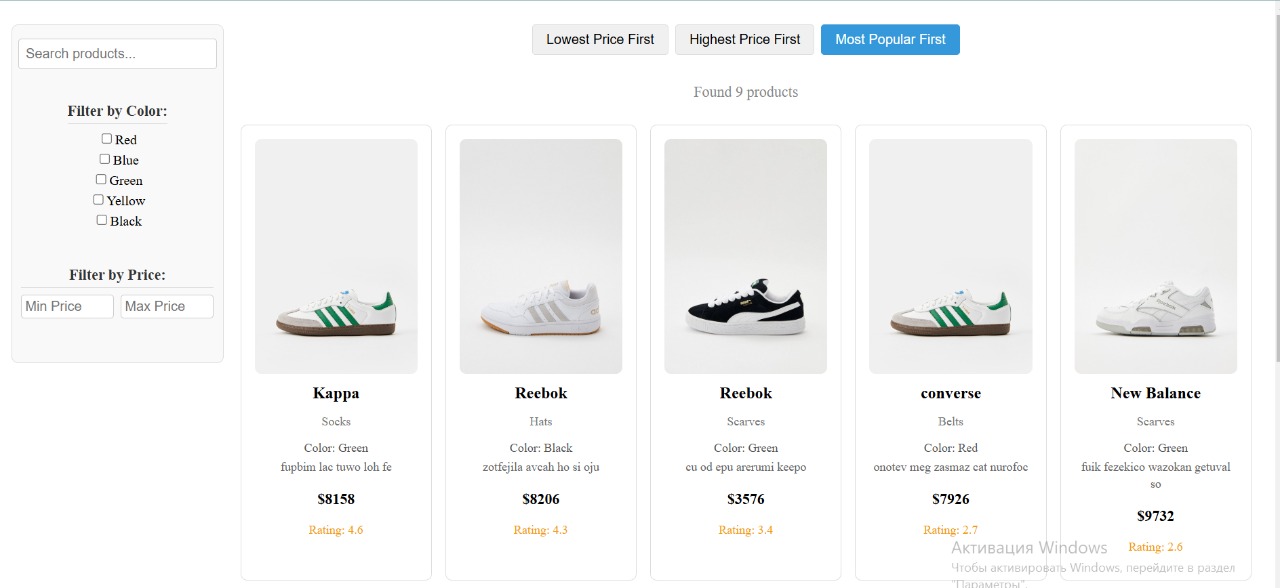 Search products...
Filter by Color:
Red
Blue
Green
Yellow
Black
Filter by Price:
Min Price Max Price
Lowest Price First Highest Price First Most Popular First
Found 9 products
Kappa
Socks
Color: Green
fupbim lac tuwo loh fe
$8158
Rating: 4.6
Reebok
Hats
Color: Black
zotfejila avcah ho si oju
$8206
Rating: 4.3
Reebok
Scarves
Color: Green
cu od epu arerumi keepo
$3576
Rating: 3.4
converse
Belts
Color: Red
onotev meg zasmaz cat nurofoc
$7926
Rating: 2.7
New Balance
Scarves
Color: Green
fuik fezekico wazokan getuval
so
$9732
Rating: 2.6
Активация Windows
Чтобы активировать Windows, перейдите в раздел
"Параметры".